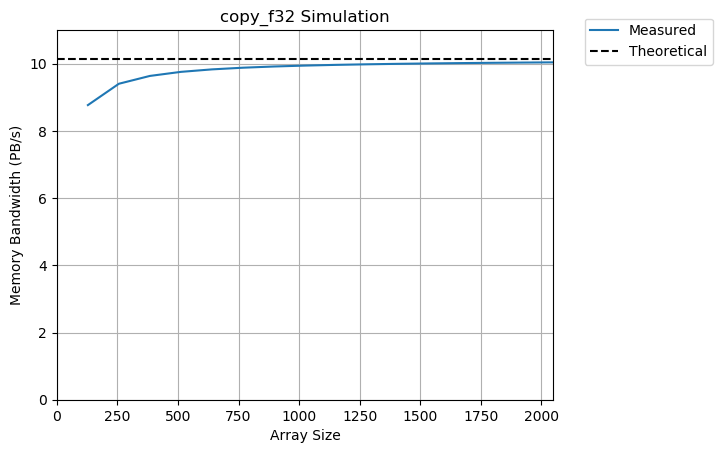 copy_f32 Simulation
Measured
Theoretical
10
8
6
4
2
0
Memory Bandwidth (PB/s)
0 250 500 750 1000 1250 1500 1750 2000
Array Size